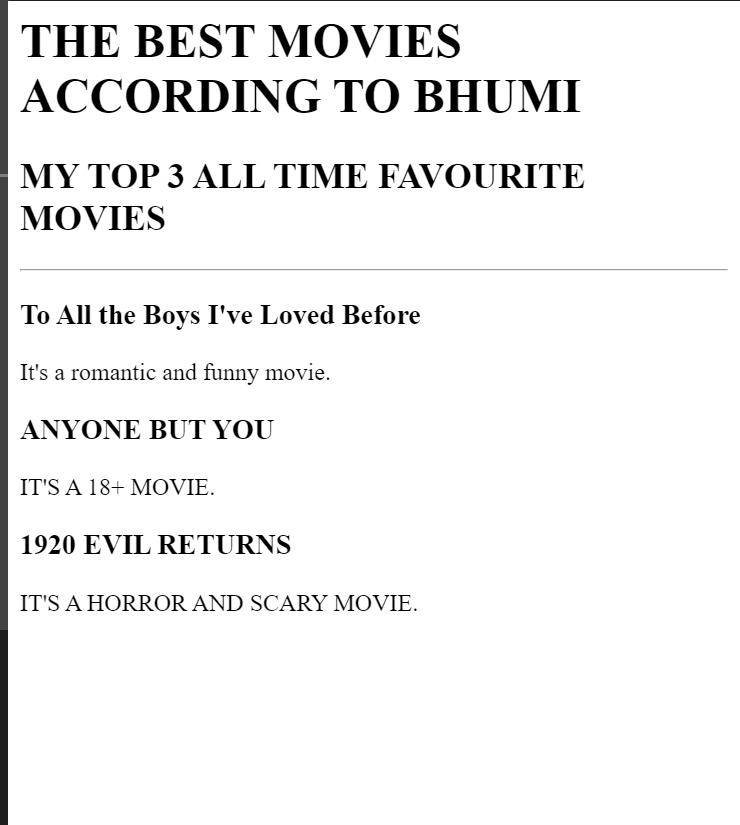 THE BEST MOVIES
ACCORDING TO BHUMI
MY TOP 3 ALL TIME FAVOURITE
MOVIES
To All the Boys I've Loved Before
It's a romantic and funny movie.
ANYONE BUT YOU
IT'S A 18+ MOVIE.
1920 EVIL RETURNS
IT'S A HORROR AND SCARY MOVIE.